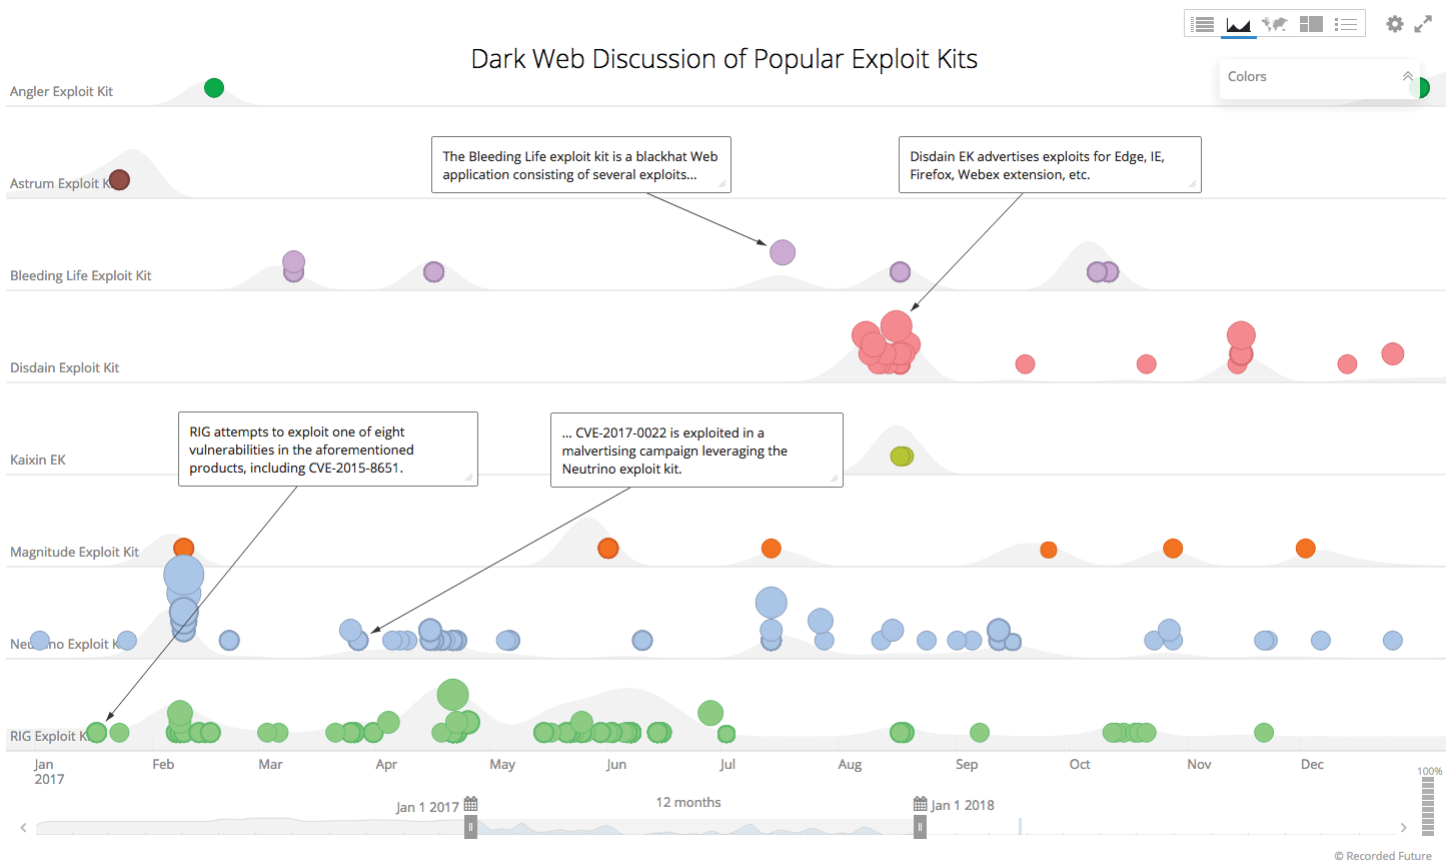 Dark Web Discussion of Popular Exploit Kits
Colors
Angler Exploit Kit
The Bleeding Life exploit kit is a blackhat Web
application consisting of several exploits...
Disdain EK advertises exploits for Edge, IE,
Firefox, Webex extension, etc.
Astrum Exploit K
Bleeding Life Exploit Kit
Disdain Exploit Kit
RIG attempts to exploit one of eight
vulnerabilities in the aforementioned
products, including CVE-2015-8651.
... CVE-2017-0022 is exploited in a
malvertising campaign leveraging the
Neutrino exploit kit.
Kaixin EK
Magnitude Exploit Kit
Neutrino Exploit K
RIG Exploit K
Jan Feb Mar Apr May Jun Jul Aug Sep Oct Nov Dec
2017
100%
Jan 1 2017 12 months Jan 1 2018
© Recorded Future